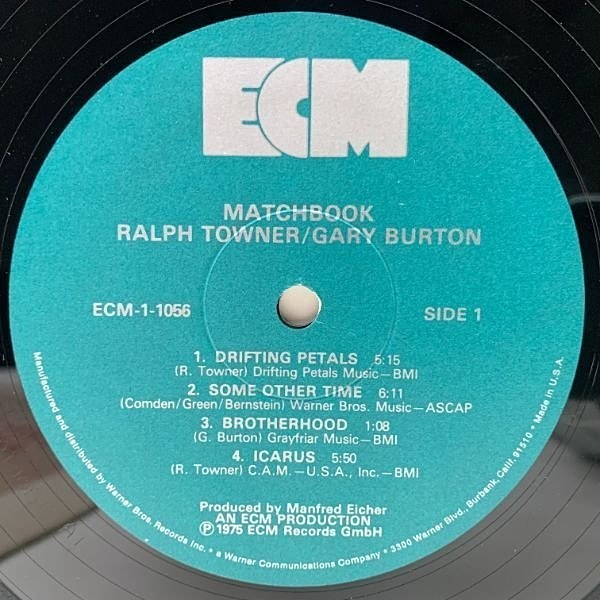 ECM
MATCHBOOK
RALPH TOWNER/GARY BURTON
ECM-1-1056
SIDE 1
1. DRIFTING PETALS 5:15
(R. Towner) Drifting Petals Music—BMI
2. SOME OTHER TIME 6:11
(Comden/Green/Bernstein) Warner Bros. Music—ASCAP
3. BROTHERHOOD 1:08
(G. Burton) Grayfriar Music—BMI
4. ICARUS 5:50
(R. Towner) C.A.M.—U.S.A., Inc.—BMI
Produced by Manfred Eicher
AN ECM PRODUCTION
℗ 1975 ECM Records GmbH
Manufactured and distributed by Warner Bros. Records Inc. • a Warner Communications Company • 3300 Warner Blvd., Burbank, Calif. 91510 • Made in U.S.A.